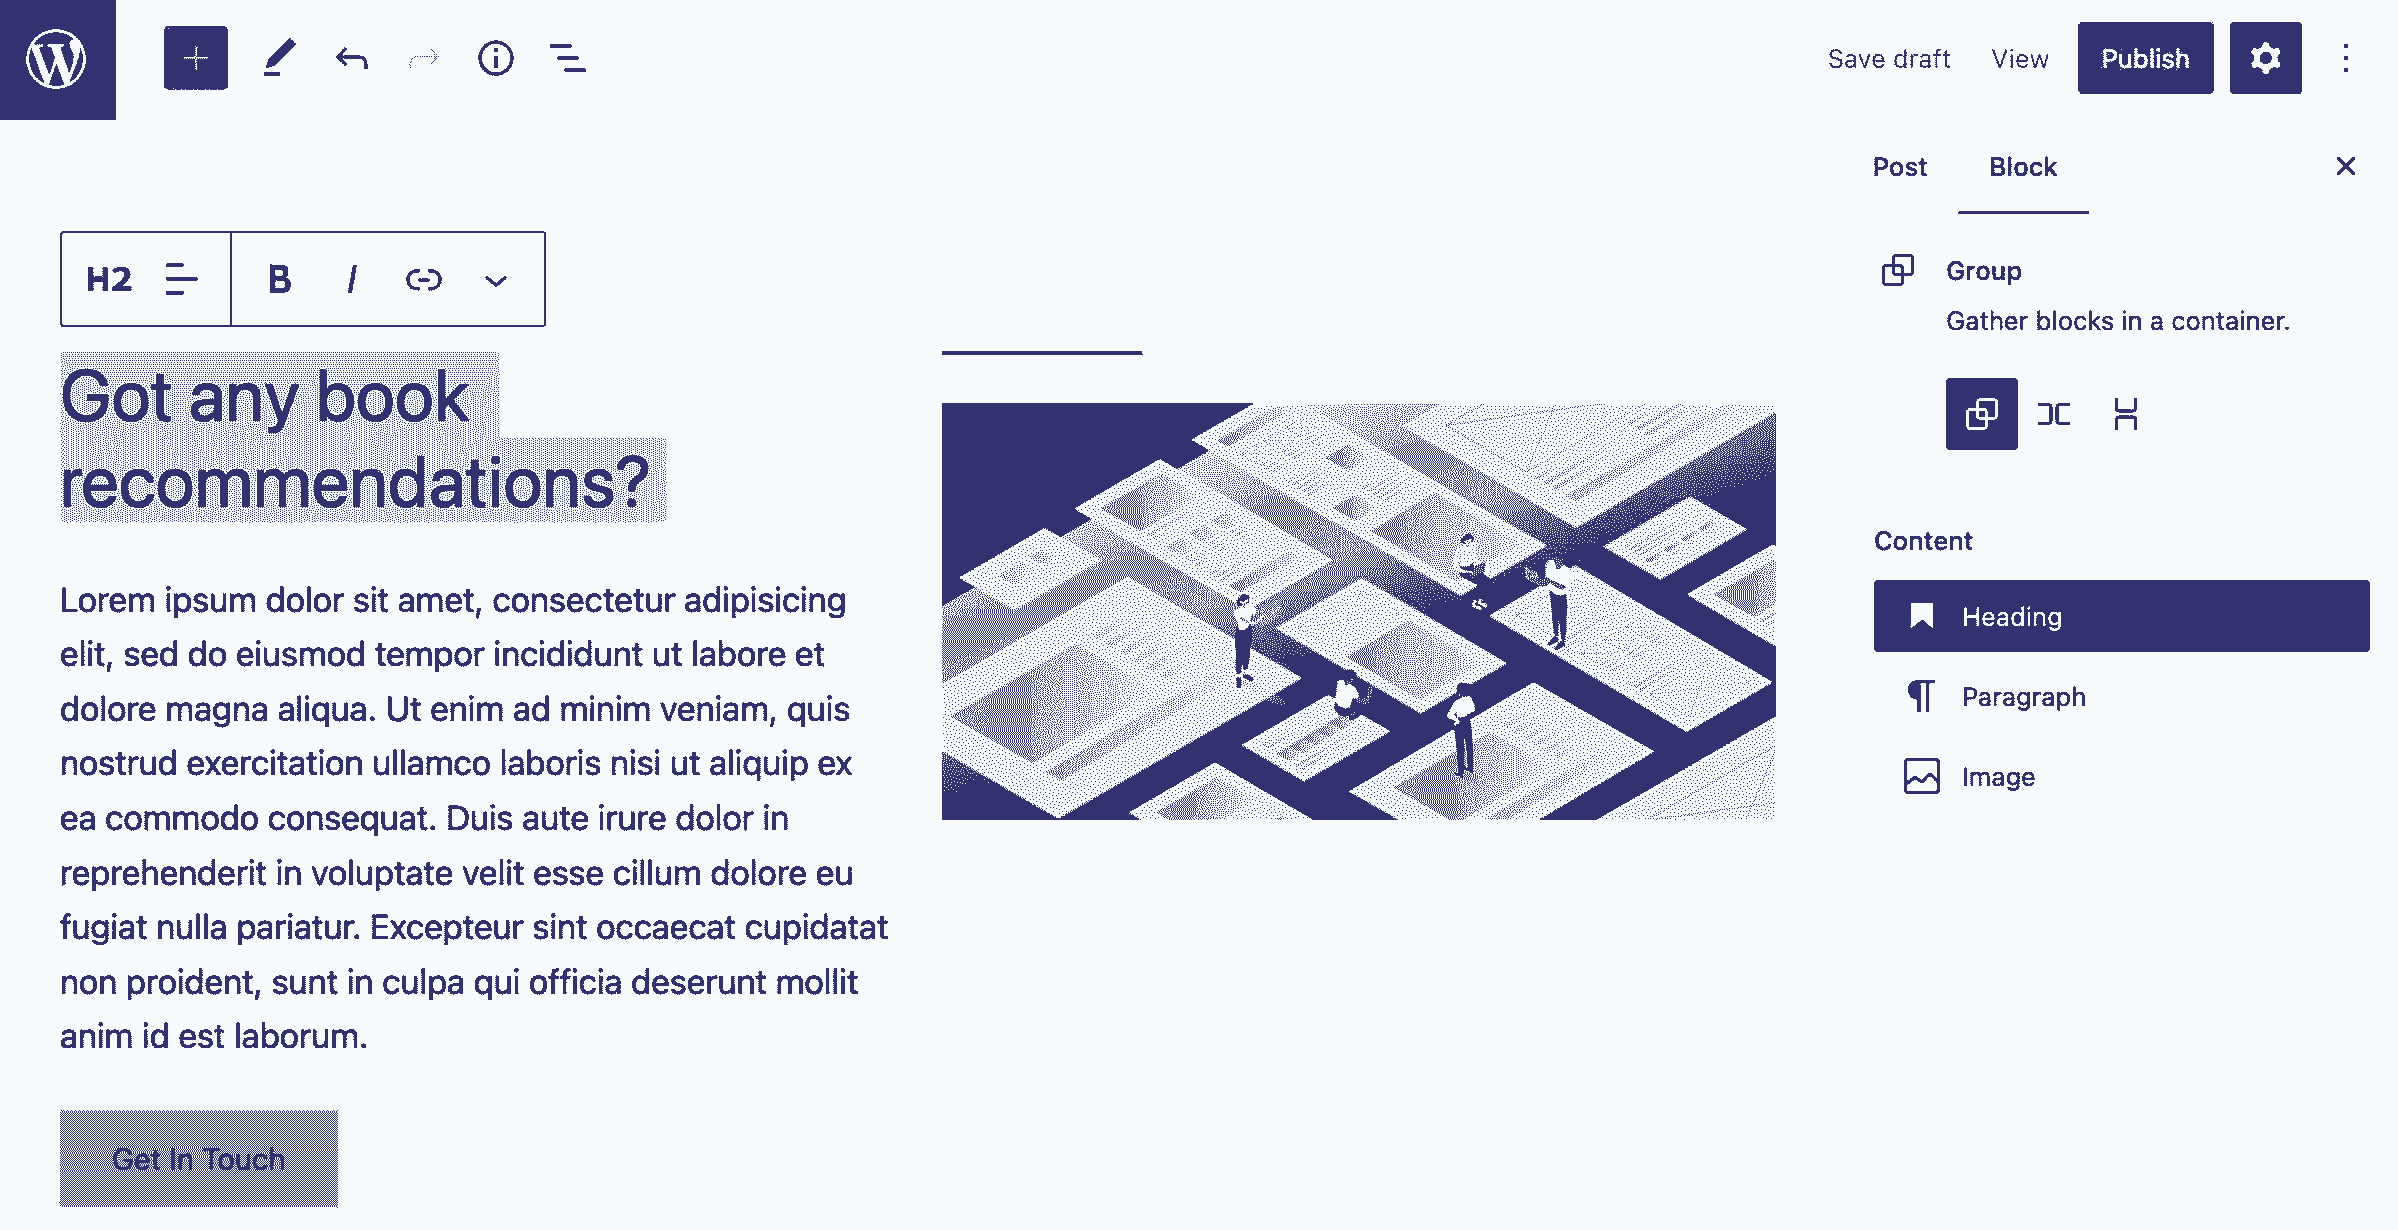 Save draft View Publish
Post Block
Group
Gather blocks in a container.
H2 B I
Got any book
recommendations?
Lorem ipsum dolor sit amet, consectetur adipisicing
elit, sed do eiusmod tempor incididunt ut labore et
dolore magna aliqua. Ut enim ad minim veniam, quis
nostrud exercitation ullamco laboris nisi ut aliquip ex
ea commodo consequat. Duis aute irure dolor in
reprehenderit in voluptate velit esse cillum dolore eu
fugiat nulla pariatur. Excepteur sint occaecat cupidatat
non proident, sunt in culpa qui officia deserunt mollit
anim id est laborum.
Get In Touch
Content
Heading
Paragraph
Image